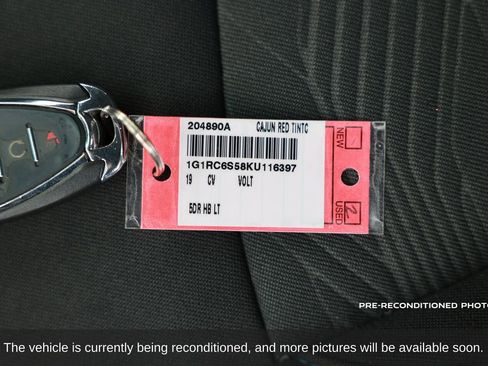 204890A CAJUN RED TINTC
1G1RC6S58KU116397
19 CV VOLT
5DR HB LT
NEW
2 USED
PRE-RECONDITIONED PHOTO
The vehicle is currently being reconditioned, and more pictures will be available soon.